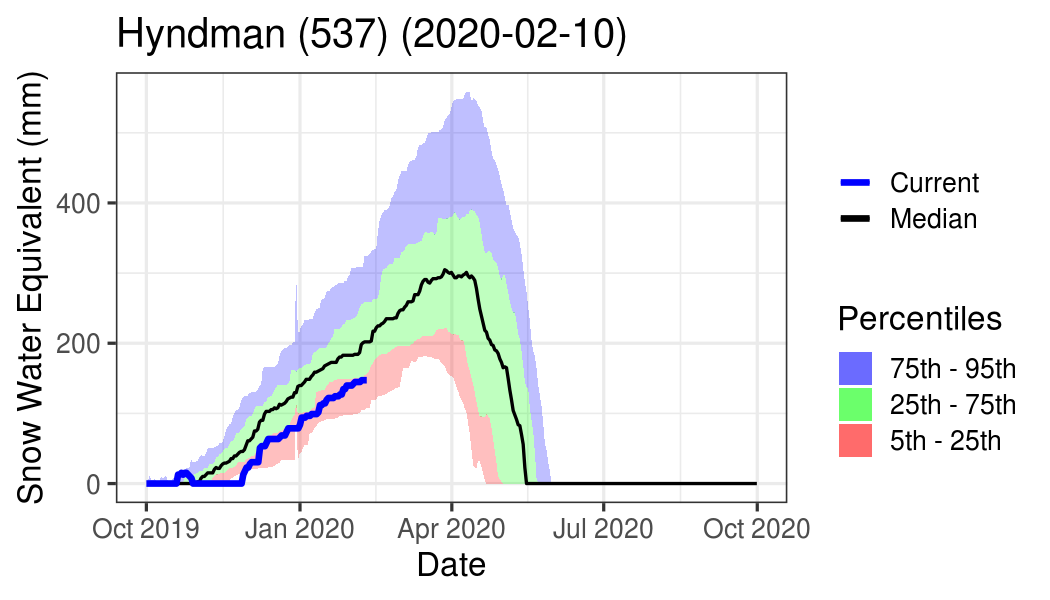 Hyndman (537) (2020-02-10)
Snow Water Equivalent (mm)
400
200
0
Oct 2019 Jan 2020 Apr 2020 Jul 2020 Oct 2020
Date
Current
Median
Percentiles
75th - 95th
25th - 75th
5th - 25th